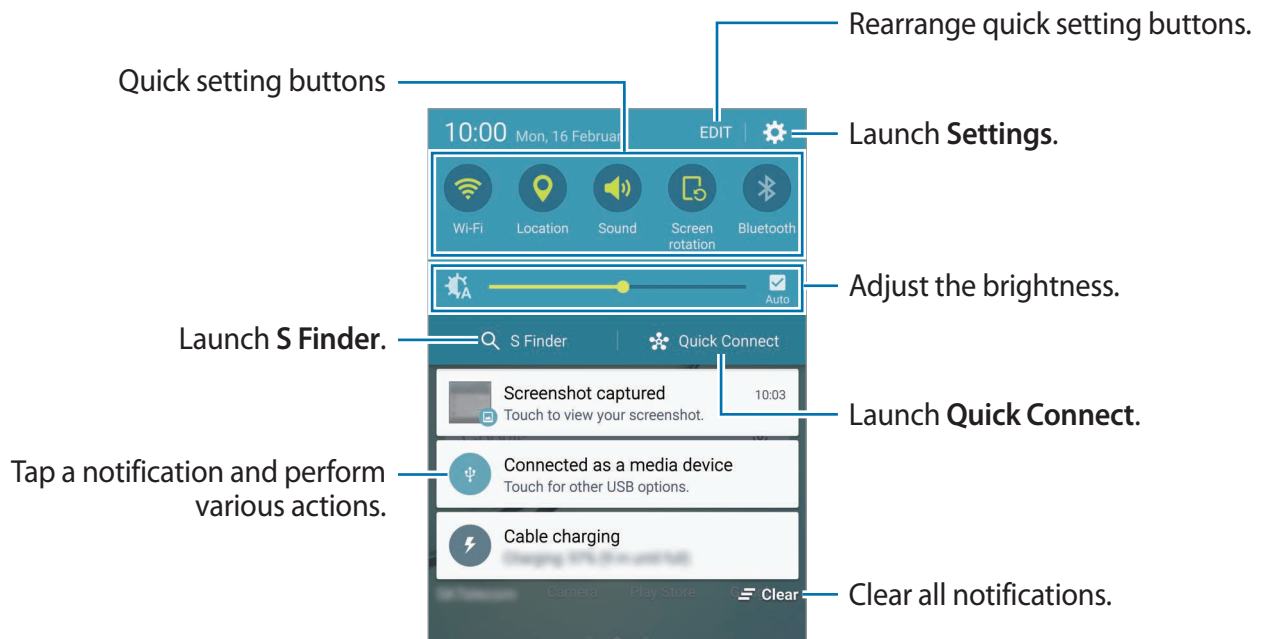 Rearrange quick setting buttons.
Quick setting buttons
10:00 Mon, 16 Februar EDIT
Launch Settings.
Wi-Fi Location Sound Screen rotation Bluetooth
Auto
Adjust the brightness.
Launch S Finder.
S Finder Quick Connect
Screenshot captured 10:03
Touch to view your screenshot.
Launch Quick Connect.
Tap a notification and perform
various actions.
Connected as a media device
Touch for other USB options.
Cable charging
Camera Play Store
Clear
Clear all notifications.